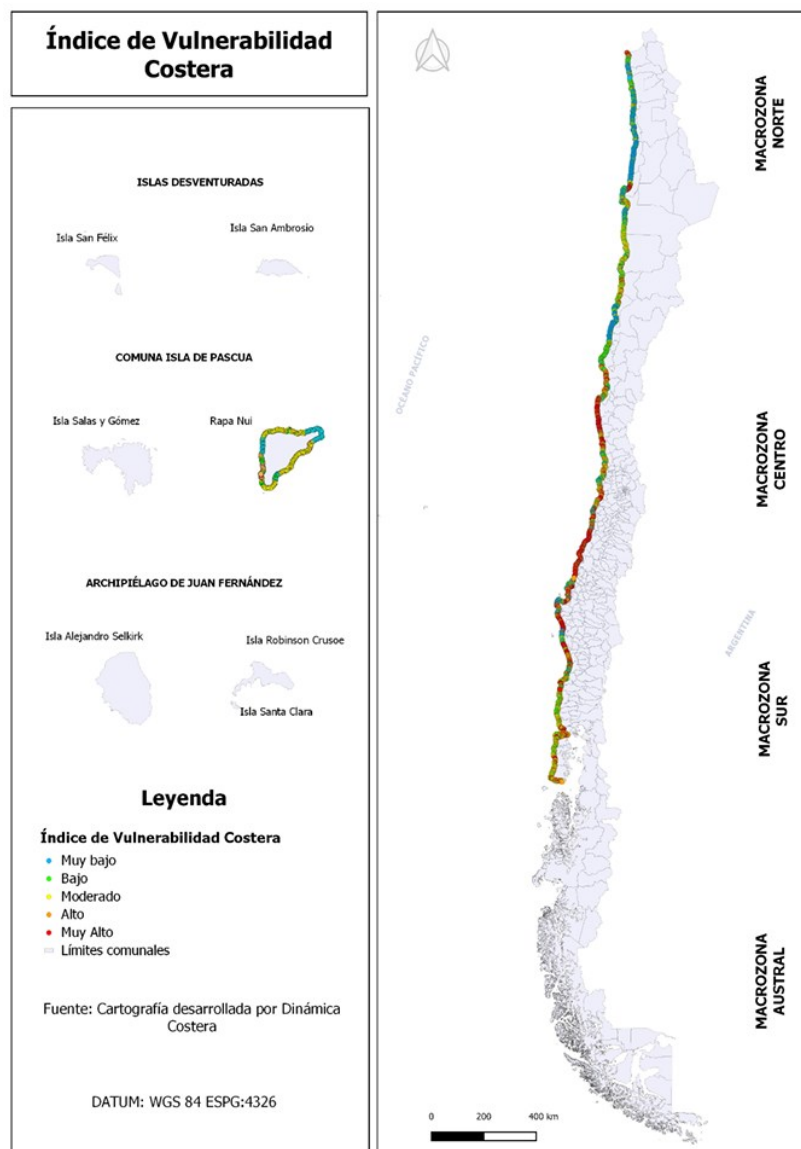 Índice de Vulnerabilidad
Costera
ISLAS DESVENTURADAS
Isla San Félix
Isla San Ambrosio
COMUNA ISLA DE PASCUA
Isla Salas y Gómez
Rapa Nui
ARCHIPIÉLAGO DE JUAN FERNÁNDEZ
Isla Alejandro Selkirk
Isla Robinson Crusoe
Isla Santa Clara
Leyenda
Índice de Vulnerabilidad Costera
Muy bajo
Bajo
Moderado
Alto
Muy Alto
Límites comunales
Fuente: Cartografía desarrollada por Dinámica
Costera
DATUM: WGS 84 ESPG:4326
MACROZONA
NORTE
OCÉANO PACÍFICO
MACROZONA
CENTRO
ARGENTINA
MACROZONA
SUR
MACROZONA
AUSTRAL
0 200 400 km